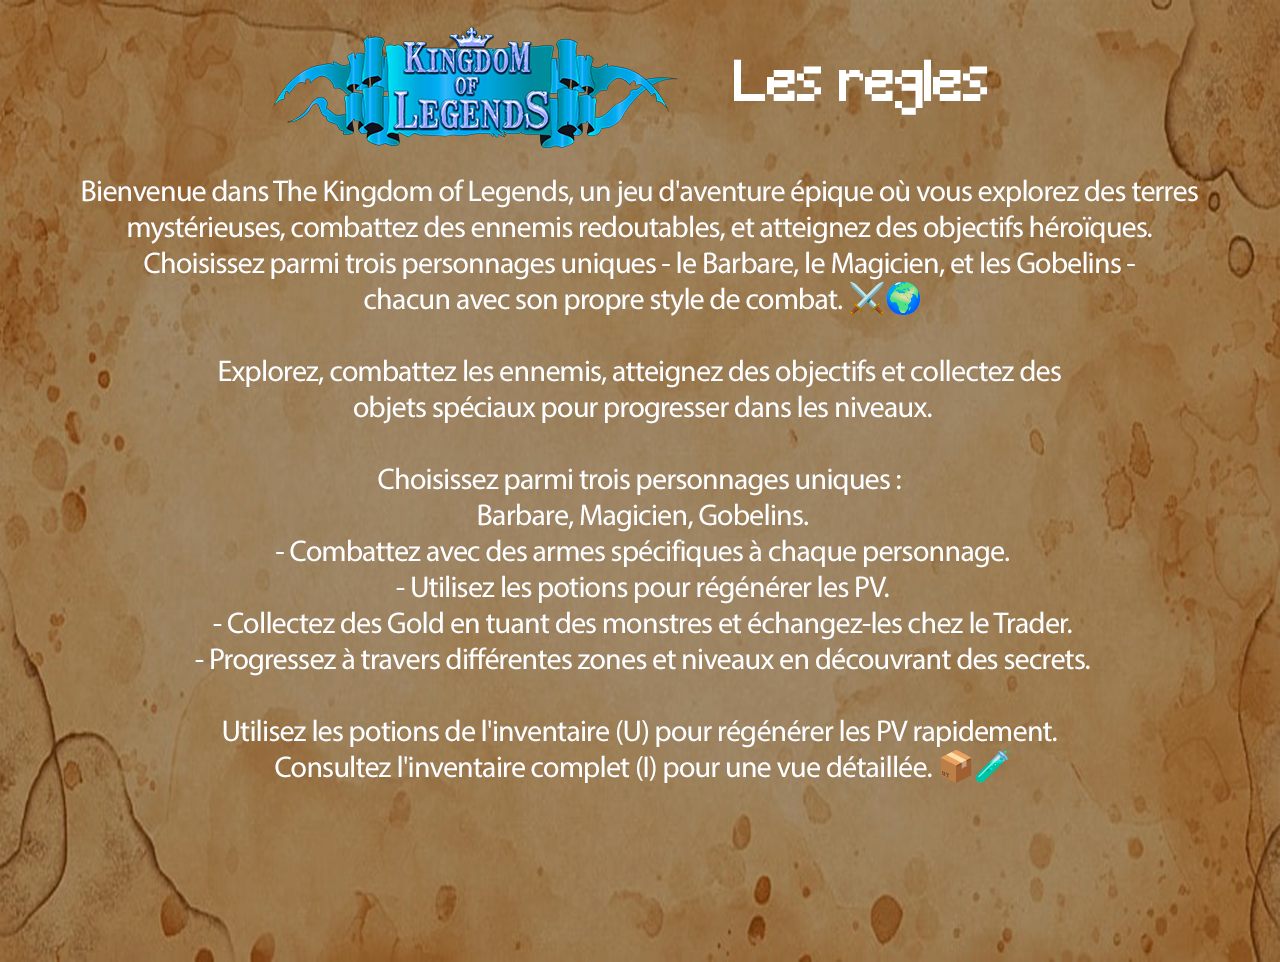 KINGDOM
OF
LEGENDS
Les regles
Bienvenue dans The Kingdom of Legends, un jeu d'aventure épique où vous explorez des terres
mystérieuses, combattez des ennemis redoutables, et atteignez des objectifs héroïques.
Choisissez parmi trois personnages uniques - le Barbare, le Magicien, et les Gobelins -
chacun avec son propre style de combat. ⚔️🌍
Explorez, combattez les ennemis, atteignez des objectifs et collectez des
objets spéciaux pour progresser dans les niveaux.
Choisissez parmi trois personnages uniques :
Barbare, Magicien, Gobelins.
- Combattez avec des armes spécifiques à chaque personnage.
- Utilisez les potions pour régénérer les PV.
- Collectez des Gold en tuant des monstres et échangez-les chez le Trader.
- Progressez à travers différentes zones et niveaux en découvrant des secrets.
Utilisez les potions de l'inventaire (U) pour régénérer les PV rapidement.
Consultez l'inventaire complet (I) pour une vue détaillée. 📦🧪